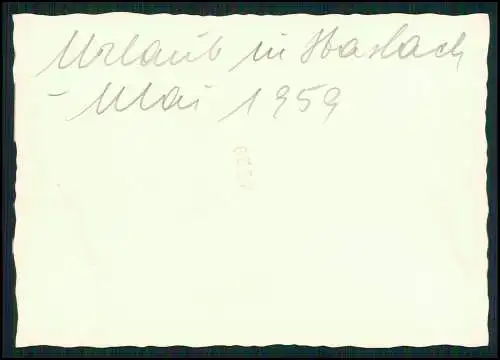 Urlaub in Haslach
- Mai 1959